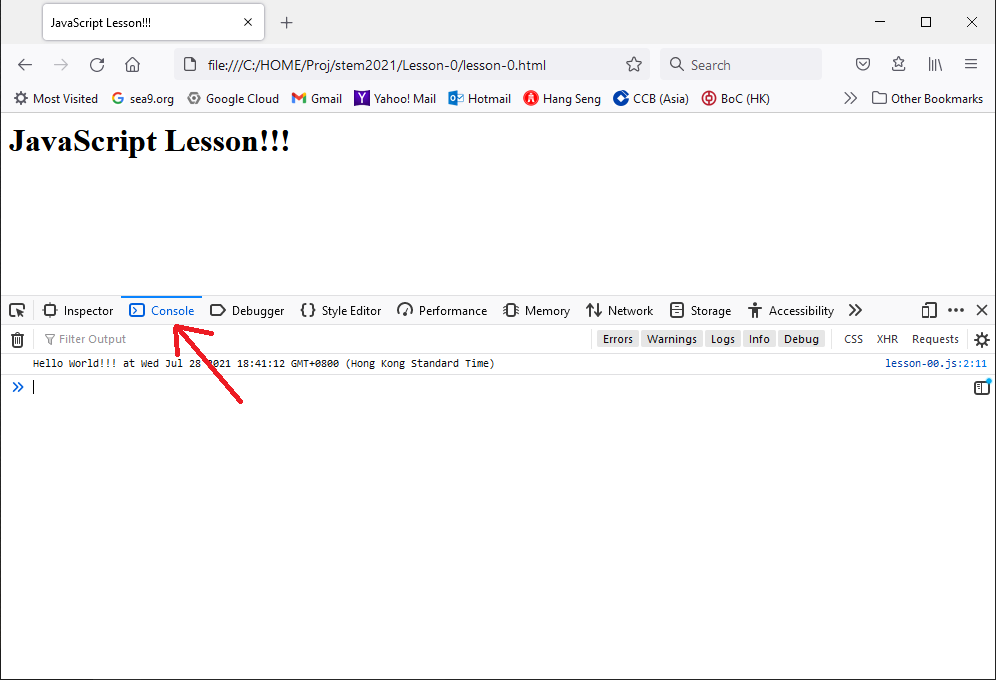 JavaScript Lesson!!!
file:///C:/HOME/Proj/stem2021/Lesson-0/lesson-0.html Search
Most Visited sea9.org Google Cloud Gmail Yahoo! Mail Hotmail Hang Seng CCB (Asia) BoC (HK) Other Bookmarks
JavaScript Lesson!!!
Inspector Console Debugger Style Editor Performance Memory Network Storage Accessibility
Filter Output Errors Warnings Logs Info Debug CSS XHR Requests
Hello World!!! at Wed Jul 28 2021 18:41:12 GMT+0800 (Hong Kong Standard Time) lesson-00.js:2:11